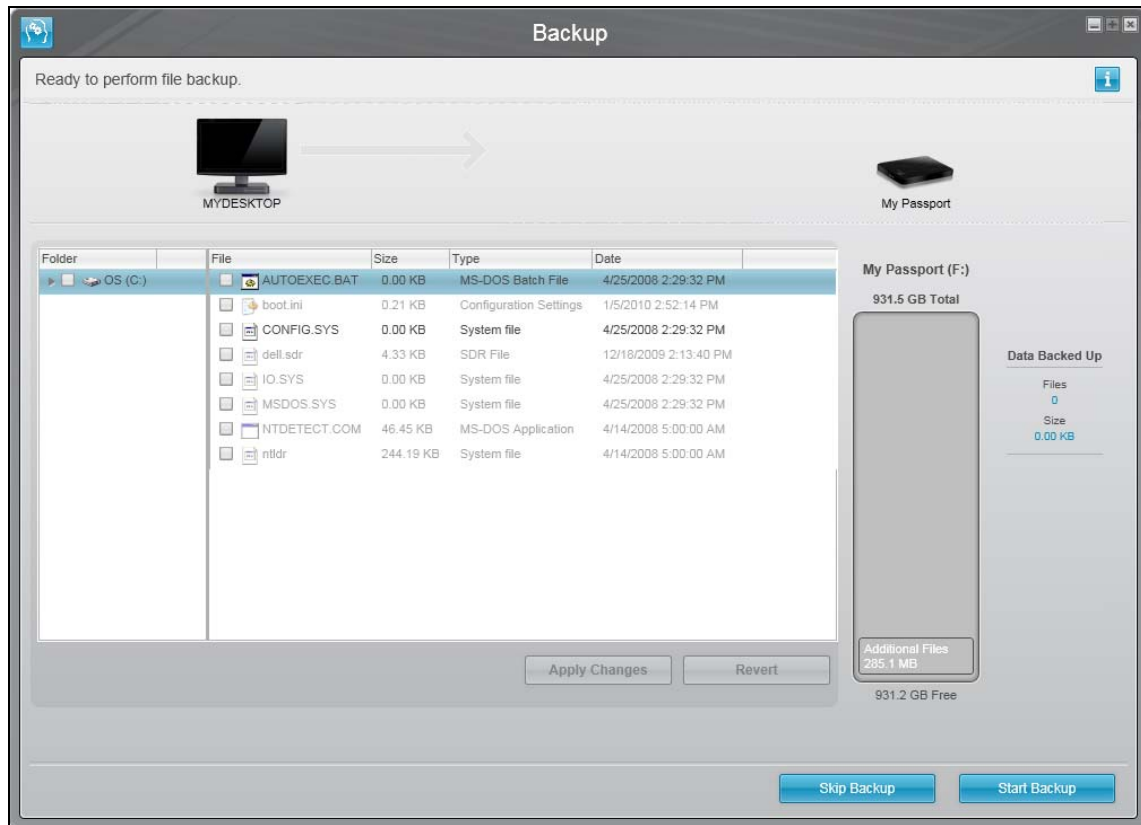 Backup
Ready to perform file backup.
MYDESKTOP
My Passport
Folder File Size Type Date
OS (C:) AUTOEXEC.BAT 0.00 KB MS-DOS Batch File 4/25/2008 2:29:32 PM
boot.ini 0.21 KB Configuration Settings 1/5/2010 2:52:14 PM
CONFIG.SYS 0.00 KB System file 4/25/2008 2:29:32 PM
dell.sdr 4.33 KB SDR File 12/18/2009 2:13:40 PM
IO.SYS 0.00 KB System file 4/25/2008 2:29:32 PM
MSDOS.SYS 0.00 KB System file 4/25/2008 2:29:32 PM
NTDETECT.COM 46.45 KB MS-DOS Application 4/14/2008 5:00:00 AM
ntldr 244.19 KB System file 4/14/2008 5:00:00 AM
Apply Changes Revert
My Passport (F:)
931.5 GB Total
Additional Files
285.1 MB
931.2 GB Free
Data Backed Up
Files
0
Size
0.00 KB
Skip Backup Start Backup